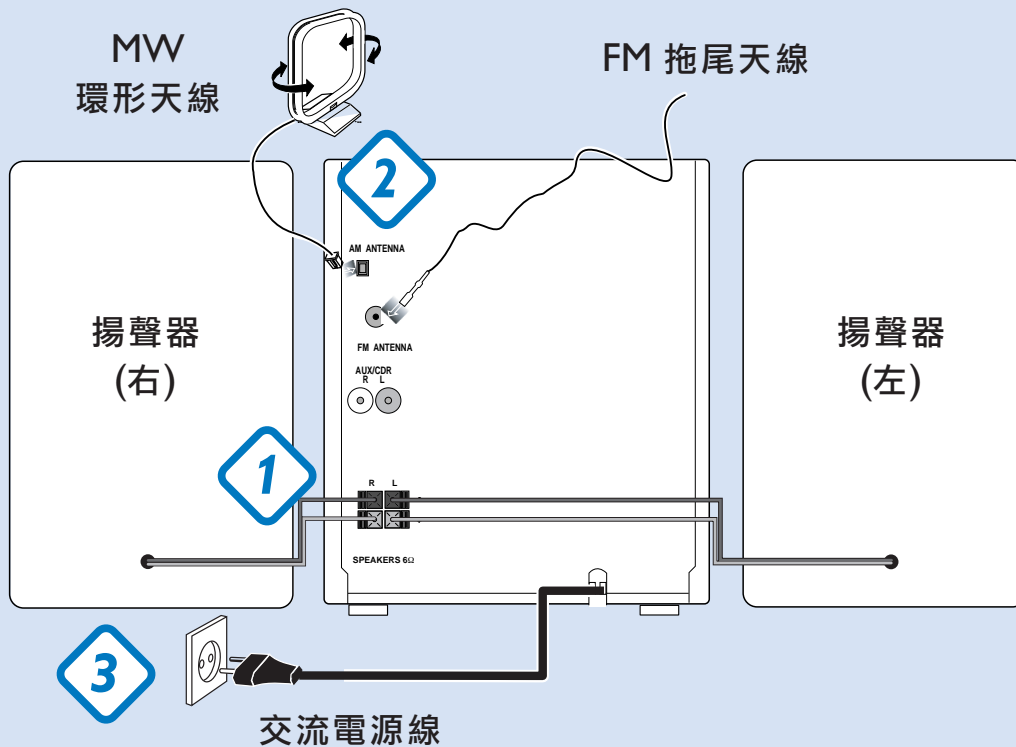 MW
環形天線
FM 拖尾天線
2
AM ANTENNA
揚聲器
(右)
FM ANTENNA
AUX/CDR
R L
揚聲器
(左)
1
R L
SPEAKERS 6Ω
3
交流電源線